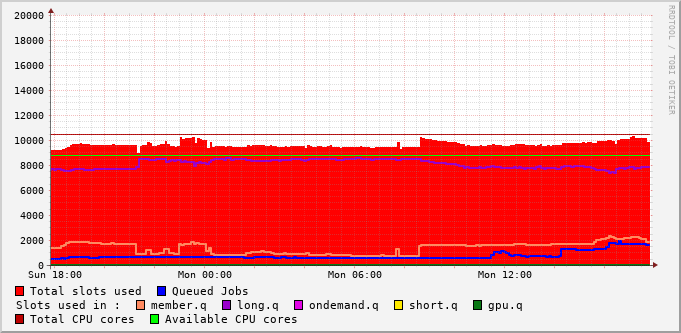 RRDTOOL / TOBI OETIKER
20000
18000
16000
14000
12000
10000
8000
6000
4000
2000
0
Sun 18:00 Mon 00:00 Mon 06:00 Mon 12:00
Total slots used Queued Jobs
Slots used in : member.q long.q ondemand.q short.q gpu.q
Total CPU cores Available CPU cores